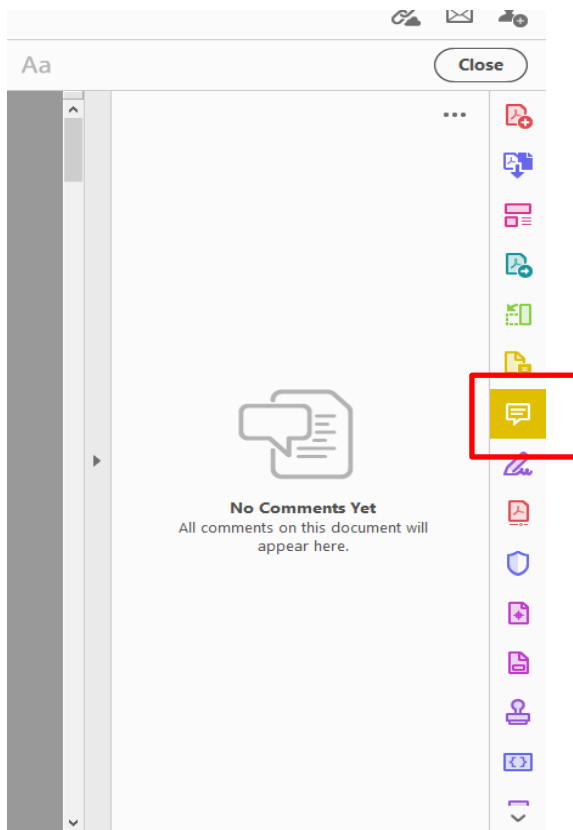 Aa
Close
No Comments Yet
All comments on this document will
appear here.